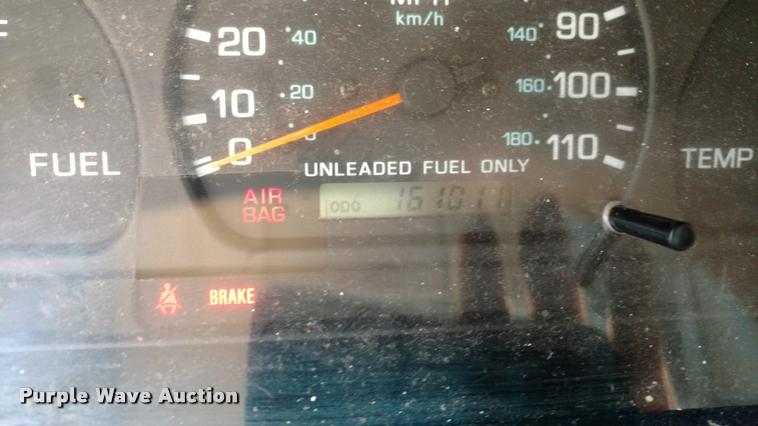 MPH
km/h
20 40
10 20
0 0
140 90
160 100
180 110
FUEL
UNLEADED FUEL ONLY
TEMP
AIR
BAG
ODO 161011
BRAKE
Purple Wave Auction